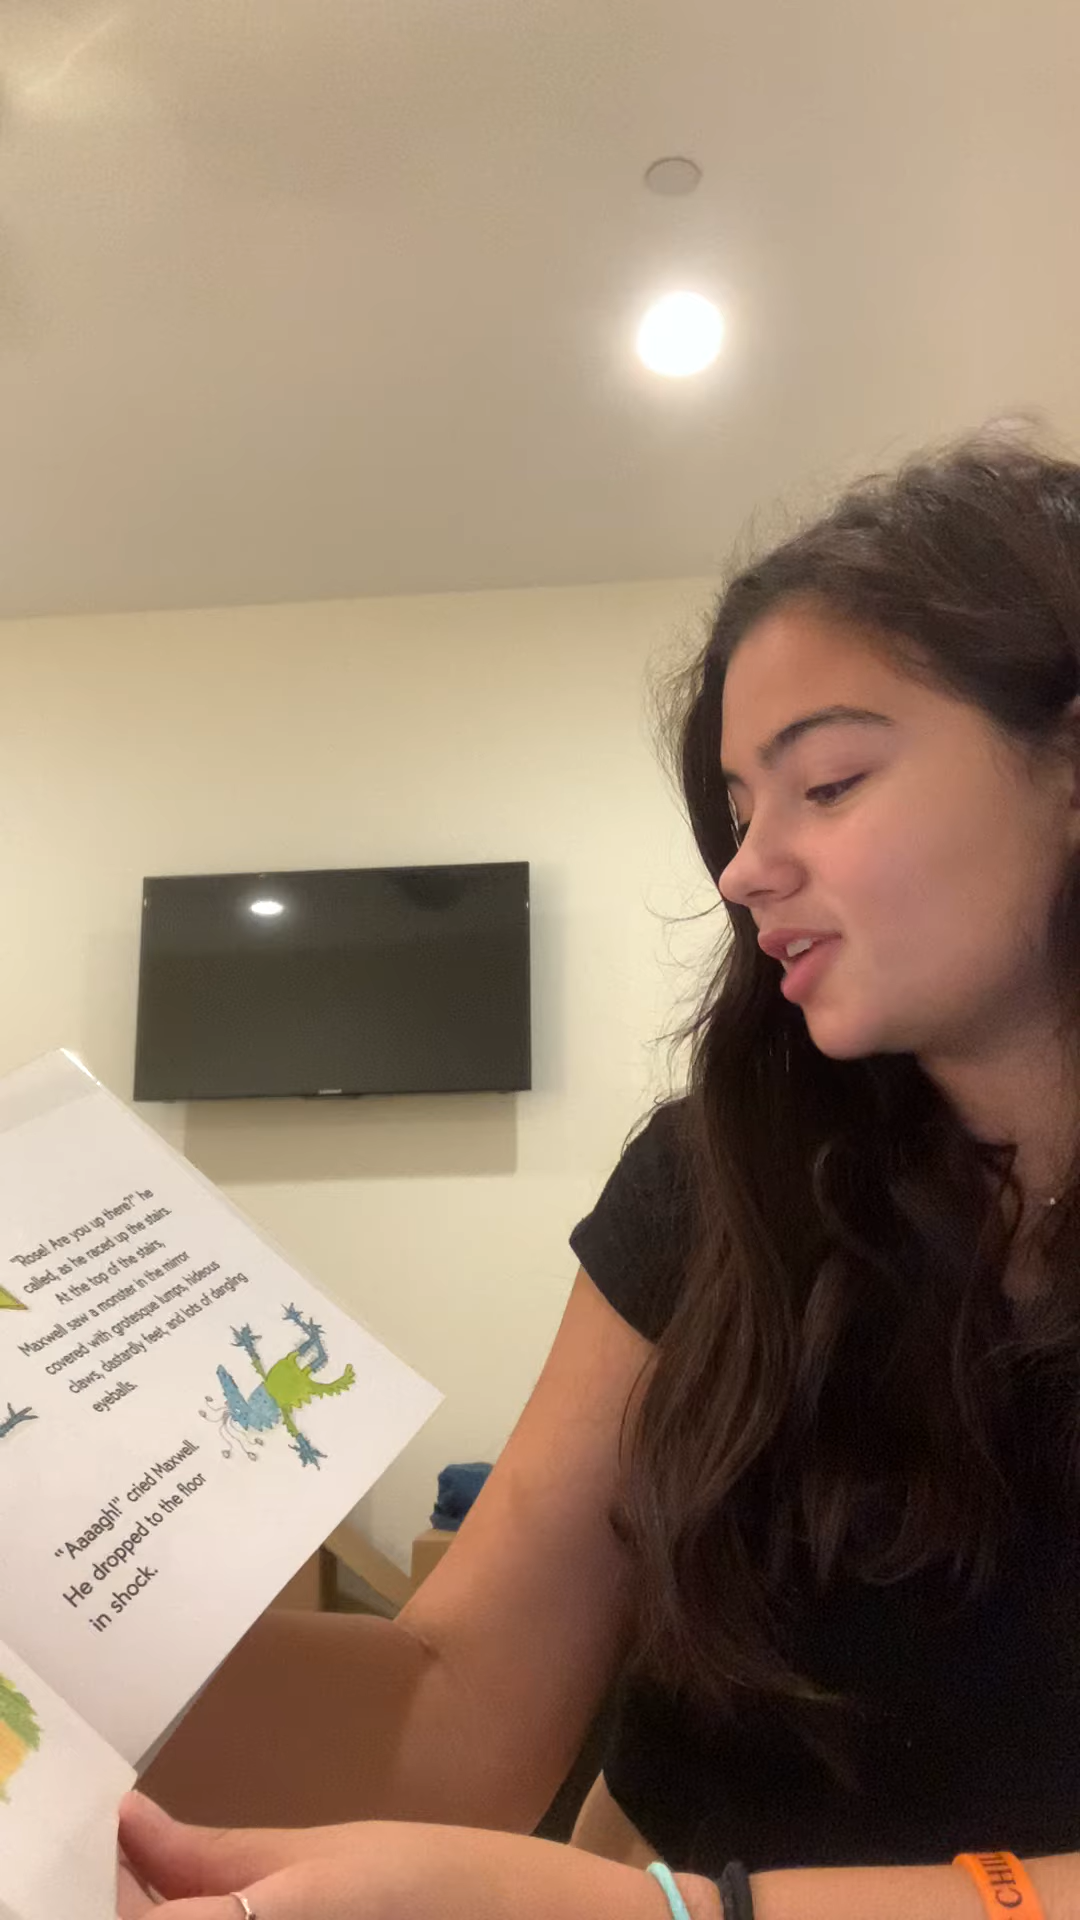 "Rose! Are you up there?" he
called, as he raced up the stairs.
At the top of the stairs,
Maxwell saw a monster in the mirror
covered with grotesque lumps, hideous
claws, dastardly feet, and lots of dangling
eyeballs.
"Aaaagh!" cried Maxwell.
He dropped to the floor
in shock.
CHIL